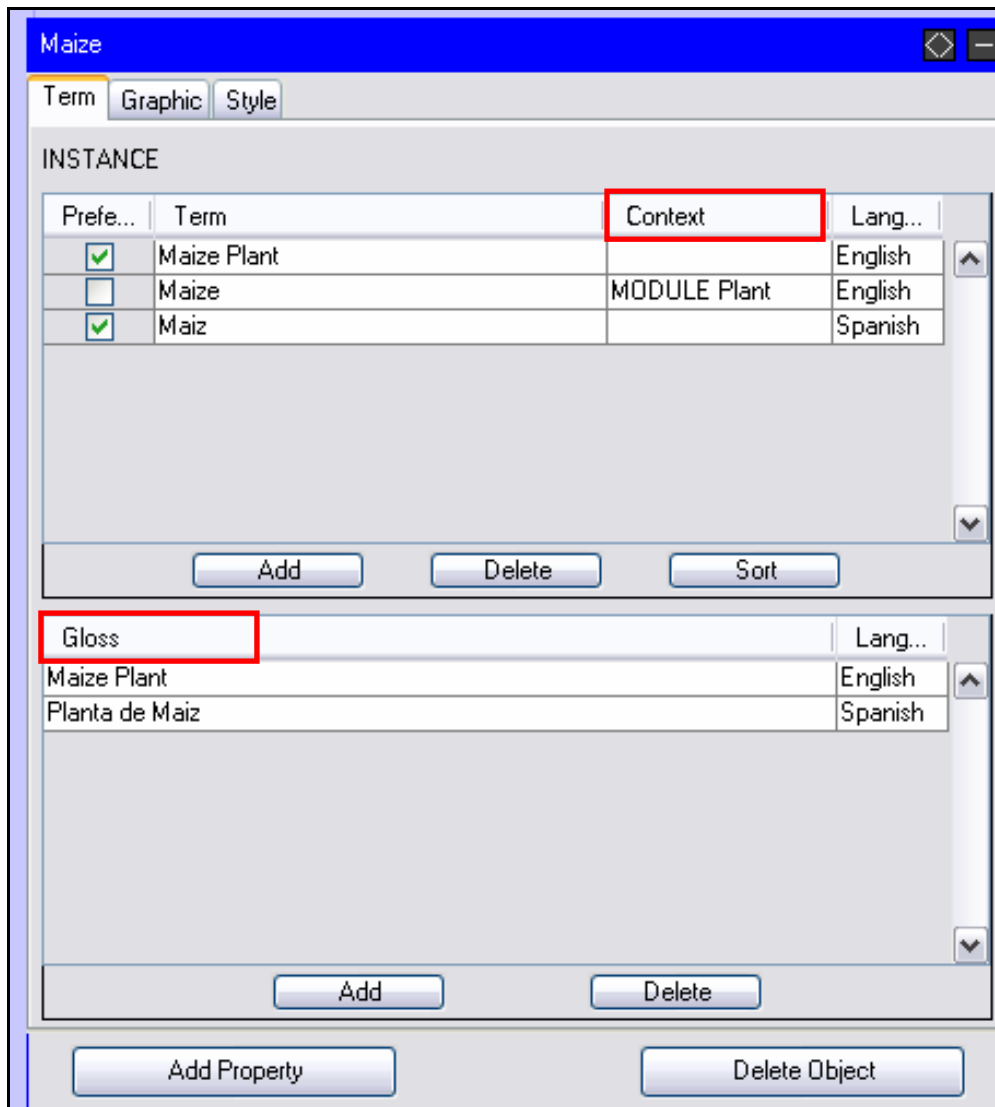 Maize
Term Graphic Style
INSTANCE
Prefe... Term Context Lang...
Maize Plant English
Maize MODULE Plant English
Maiz Spanish
Add Delete Sort
Gloss Lang...
Maize Plant English
Planta de Maiz Spanish
Add Delete
Add Property Delete Object